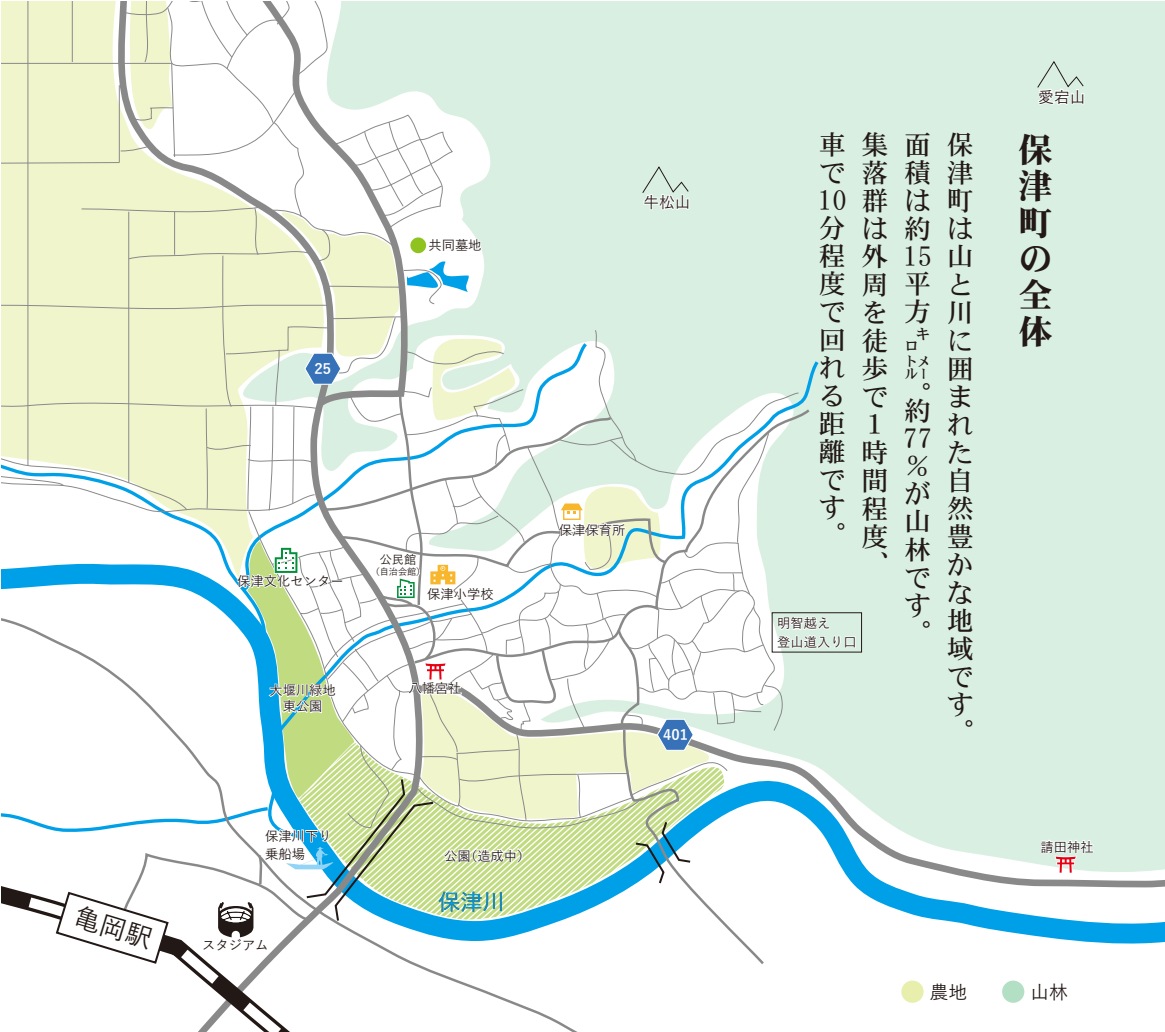 保津町の全体
保津町は山と川に囲まれた自然豊かな地域です。
面積は約15平方キロメートル。約77％が山林です。
集落群は外周を徒歩で1時間程度、
車で10分程度で回れる距離です。
愛宕山
牛松山
共同墓地
25
保津保育所
公民館
（自治会館）
保津小学校
保津文化センター
明智越え
登山道入り口
大堰川緑地
東公園
八幡宮社
401
保津川下り
乗船場
公園（造成中）
保津川
請田神社
亀岡駅
スタジアム
農地
山林